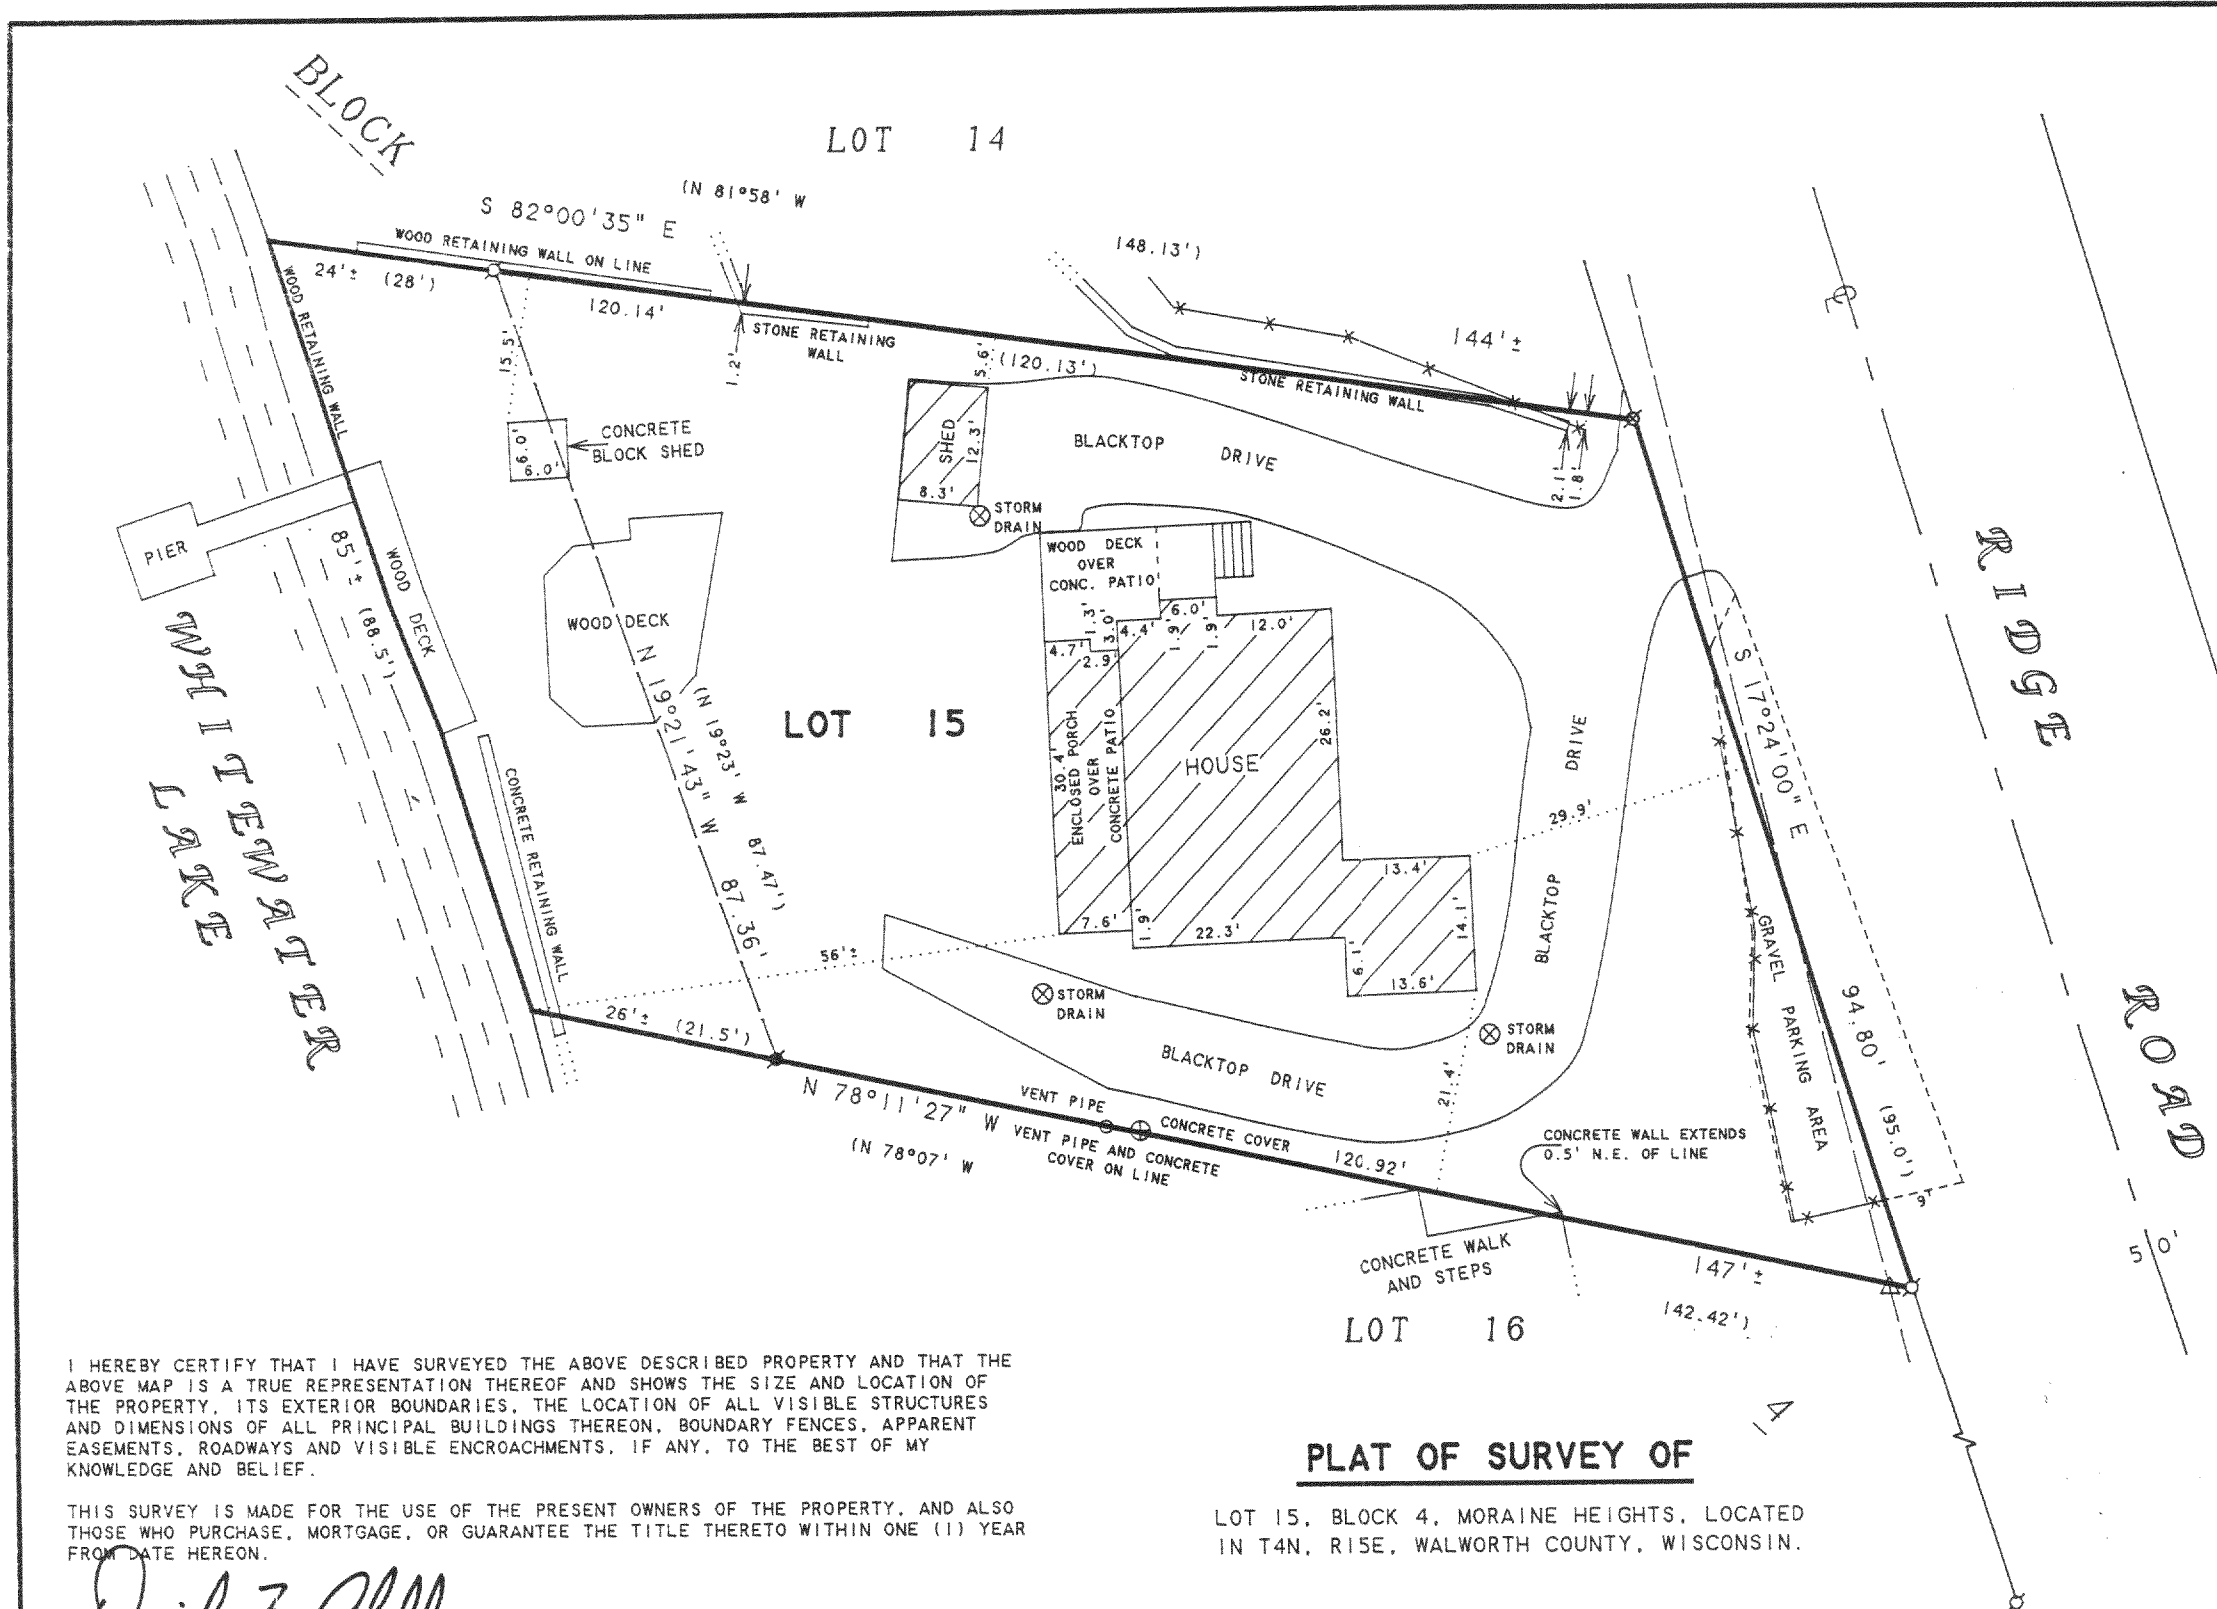 BLOCK
LOT 14
(N 81°58' W
148.13')
S 82°00'35" E
WOOD RETAINING WALL ON LINE
24'± (28')
120.14'
144'±
STONE RETAINING
WALL
1.2'
15.5'
5.6'
(120.13')
STONE RETAINING WALL
2.1'
1.8'
WOOD RETAINING WALL
CONCRETE
BLOCK SHED
6.0'
6.0'
SHED
12.3'
8.3'
BLACKTOP DRIVE
STORM
DRAIN
PIER
85'±
(88.5')
WOOD DECK
WOOD DECK
WOOD DECK
OVER
CONC. PATIO
1.3'
3.0'
4.4'
6.0'
1.9'
1.9'
12.0'
4.7'
2.9'
WHITEWATER
LAKE
N 19°21'43" W 87.36'
(N 19°23' W 87.47')
LOT 15
30.4'
ENCLOSED PORCH
OVER
CONCRETE PATIO
HOUSE
26.2'
29.9'
BLACKTOP DRIVE
13.4'
14.1'
7.6'
1.9'
22.3'
6.1'
13.6'
CONCRETE RETAINING WALL
56'±
26'± (21.5')
STORM
DRAIN
STORM
DRAIN
BLACKTOP DRIVE
21.4'
S 17°24'00" E
94.80'
(95.0')
GRAVEL PARKING AREA
9'
℄
RIDGE ROAD
50'
N 78°11'27" W
(N 78°07' W
VENT PIPE
CONCRETE COVER
VENT PIPE AND CONCRETE
COVER ON LINE
120.92'
CONCRETE WALL EXTENDS
0.5' N.E. OF LINE
CONCRETE WALK
AND STEPS
147'±
142.42')
LOT 16
4
I HEREBY CERTIFY THAT I HAVE SURVEYED THE ABOVE DESCRIBED PROPERTY AND THAT THE
ABOVE MAP IS A TRUE REPRESENTATION THEREOF AND SHOWS THE SIZE AND LOCATION OF
THE PROPERTY, ITS EXTERIOR BOUNDARIES, THE LOCATION OF ALL VISIBLE STRUCTURES
AND DIMENSIONS OF ALL PRINCIPAL BUILDINGS THEREON, BOUNDARY FENCES, APPARENT
EASEMENTS, ROADWAYS AND VISIBLE ENCROACHMENTS, IF ANY, TO THE BEST OF MY
KNOWLEDGE AND BELIEF.
THIS SURVEY IS MADE FOR THE USE OF THE PRESENT OWNERS OF THE PROPERTY, AND ALSO
THOSE WHO PURCHASE, MORTGAGE, OR GUARANTEE THE TITLE THERETO WITHIN ONE (1) YEAR
FROM DATE HEREON.
PLAT OF SURVEY OF
LOT 15, BLOCK 4, MORAINE HEIGHTS, LOCATED
IN T4N, R15E, WALWORTH COUNTY, WISCONSIN.